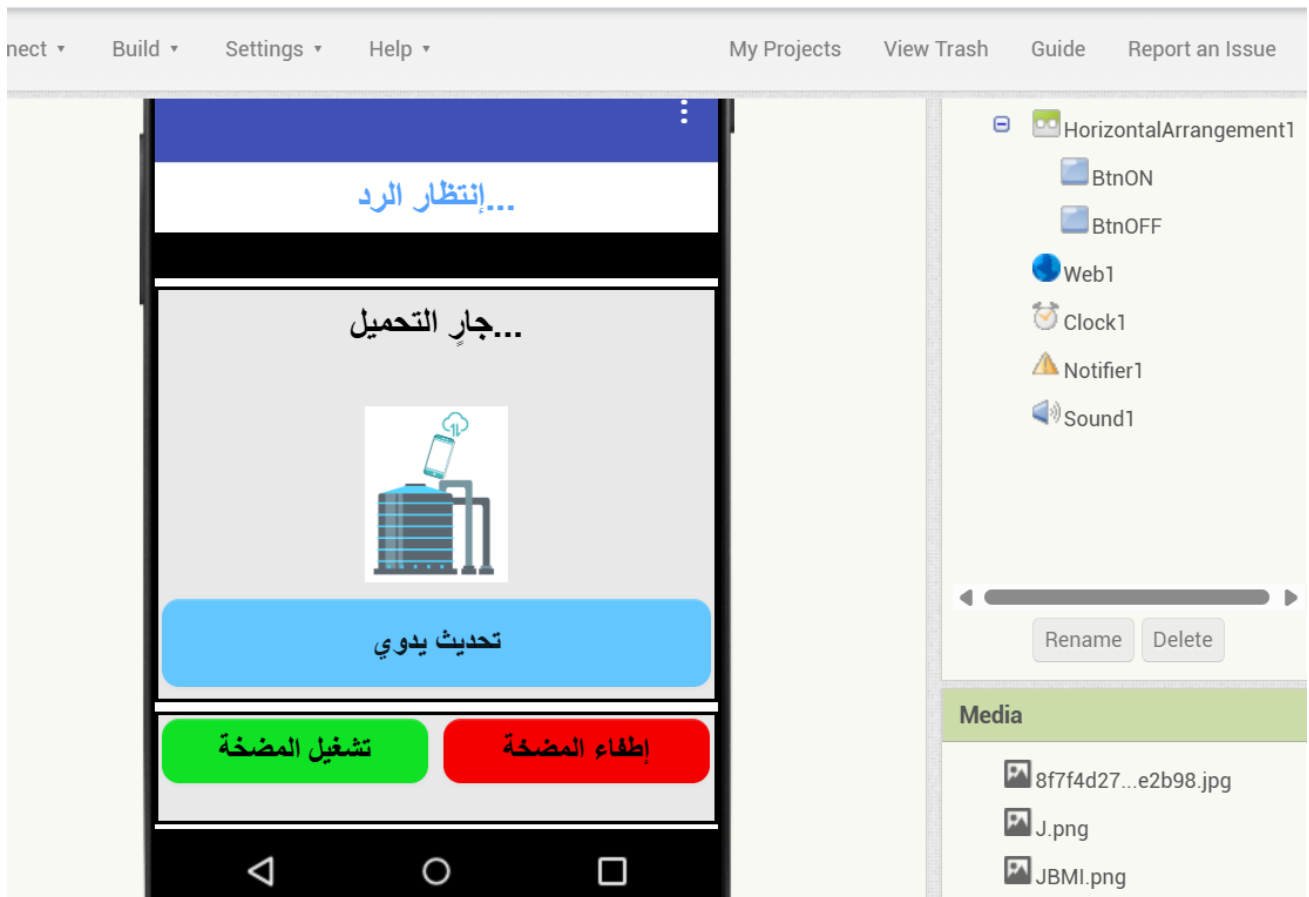 nect ▾ Build ▾ Settings ▾ Help ▾ My Projects View Trash Guide Report an Issue
إنتظار الرد...
جارٍ التحميل...
تحديث يدوي
تشغيل المضخة
إطفاء المضخة
HorizontalArrangement1
BtnON
BtnOFF
Web1
Clock1
Notifier1
Sound1
Rename Delete
Media
8f7f4d27...e2b98.jpg
J.png
JBMI.png